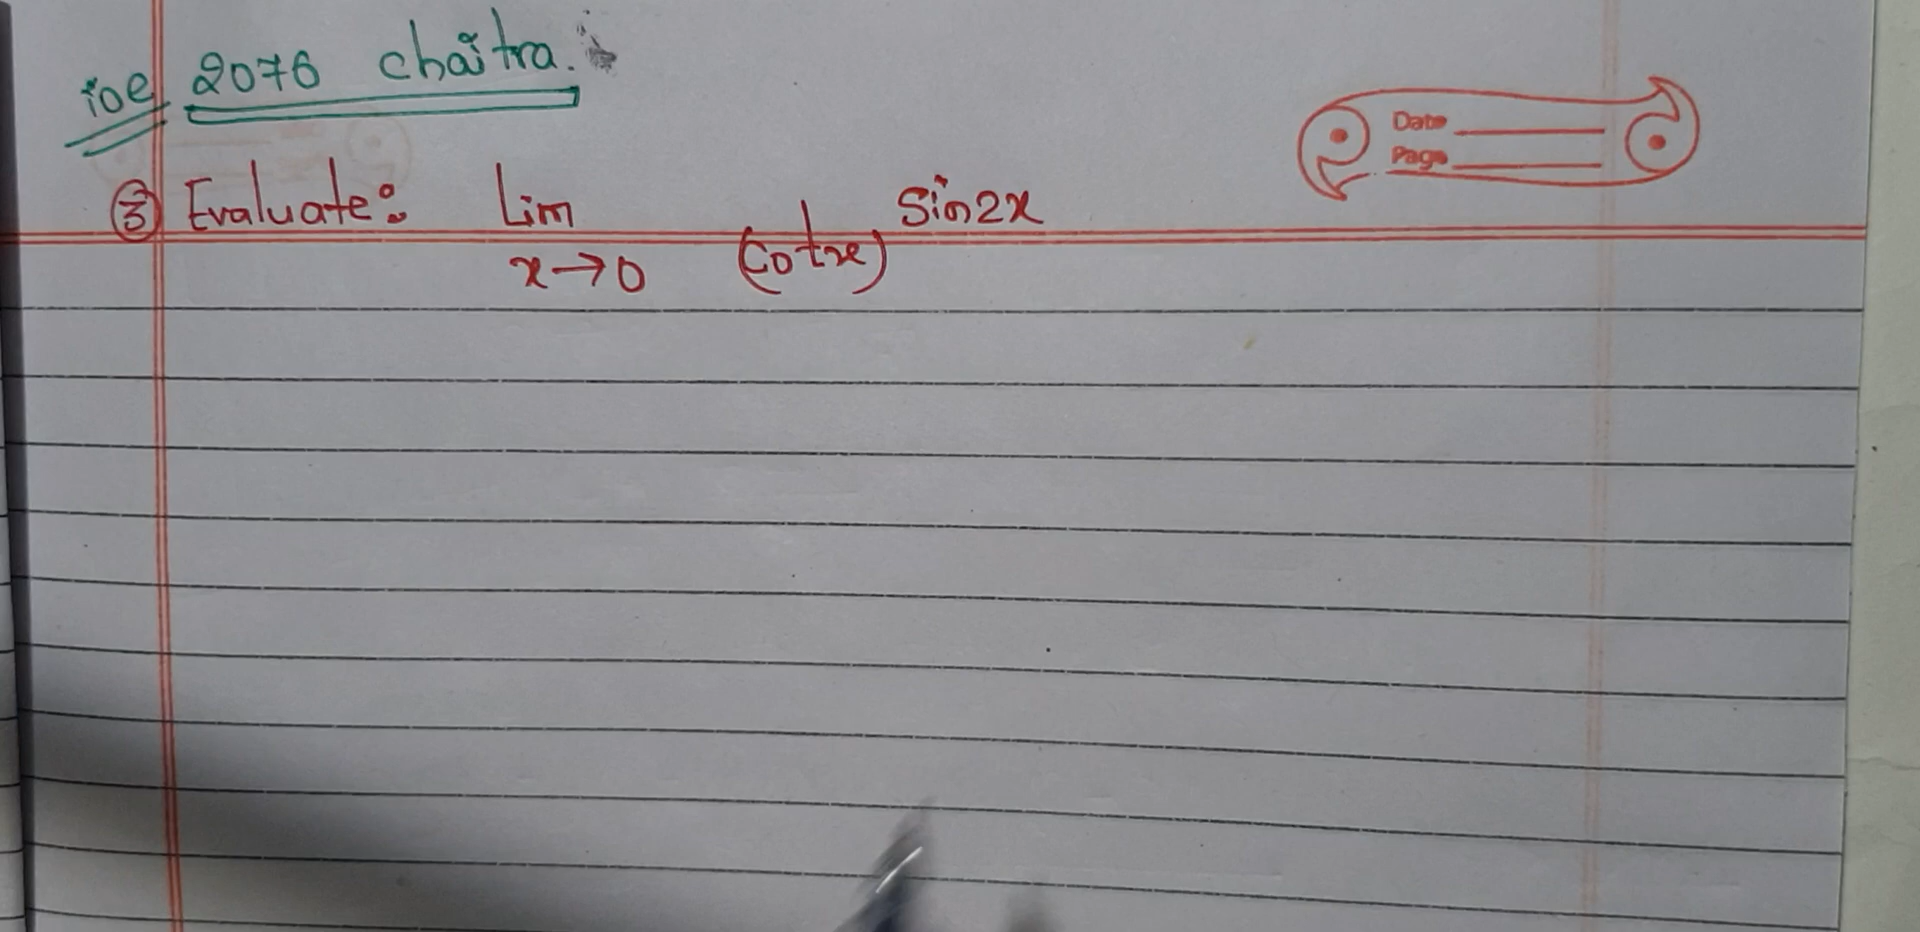 ioe 2076 chaitra.
Date
Page
③ Evaluate: Lim x→0 (cotx)^sin2x